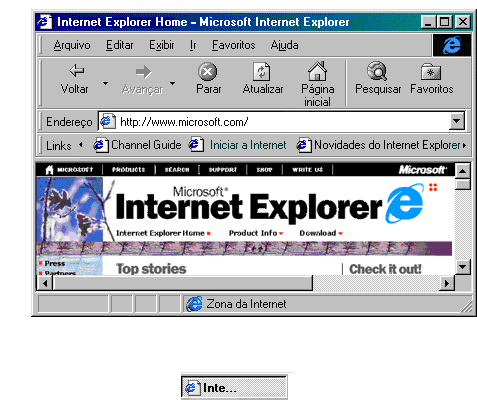 Internet Explorer Home - Microsoft Internet Explorer
Arquivo Editar Exibir Ir Favoritos Ajuda
Voltar Avançar Parar Atualizar Página inicial Pesquisar Favoritos
Endereço http://www.microsoft.com/
Links Channel Guide Iniciar a Internet Novidades do Internet Explorer
MICROSOFT PRODUCTS SEARCH SUPPORT SHOP WRITE US Microsoft
Microsoft®
Internet Explorer
Internet Explorer Home Product Info Download
Press
Partners
Top stories Check it out!
Zona da Internet
Inte...